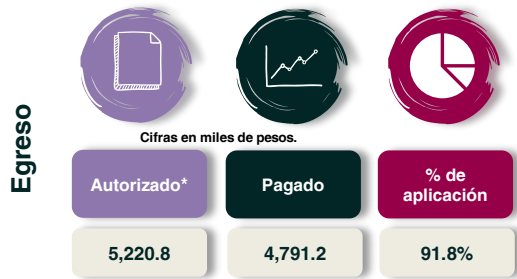 Egreso
Cifras en miles de pesos.
Autorizado* Pagado % de aplicación
5,220.8 4,791.2 91.8%